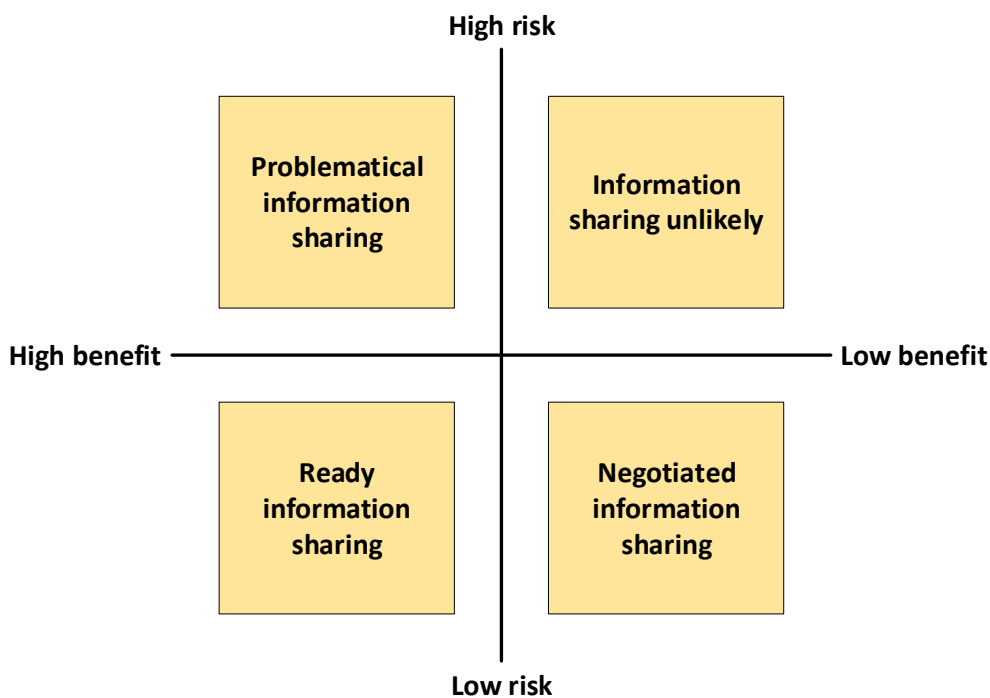 High risk
Problematical
information
sharing
Information
sharing unlikely
High benefit
Low benefit
Ready
information
sharing
Negotiated
information
sharing
Low risk